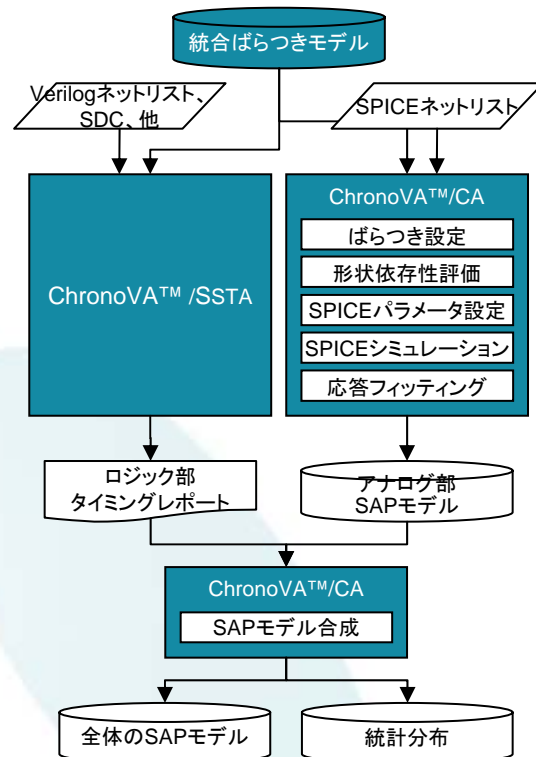 統合ばらつきモデル
Verilogネットリスト、
SDC、他
SPICEネットリスト
ChronoVA™ /SSTA
ChronoVA™/CA
ばらつき設定
形状依存性評価
SPICEパラメータ設定
SPICEシミュレーション
応答フィッティング
ロジック部
タイミングレポート
アナログ部
SAPモデル
ChronoVA™/CA
SAPモデル合成
全体のSAPモデル
統計分布